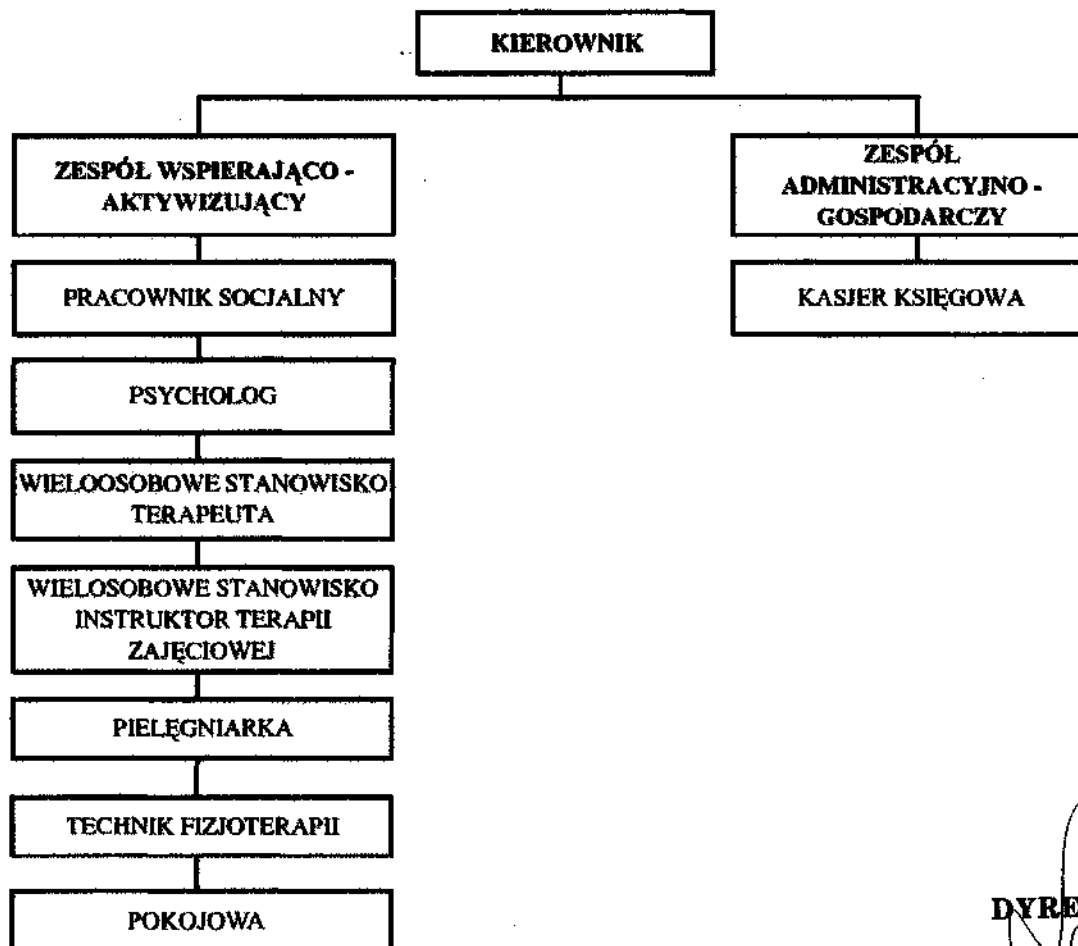 KIEROWNIK
ZESPÓŁ WSPIERAJĄCO -
AKTYWIZUJĄCY
PRACOWNIK SOCJALNY
PSYCHOLOG
WIELOOSOBOWE STANOWISKO
TERAPEUTA
WIELOSOBOWE STANOWISKO
INSTRUKTOR TERAPII
ZAJĘCIOWEJ
PIELĘGNIARKA
TECHNIK FIZJOTERAPII
POKOJOWA
ZESPÓŁ
ADMINISTRACYJNO -
GOSPODARCZY
KASJER KSIĘGOWA